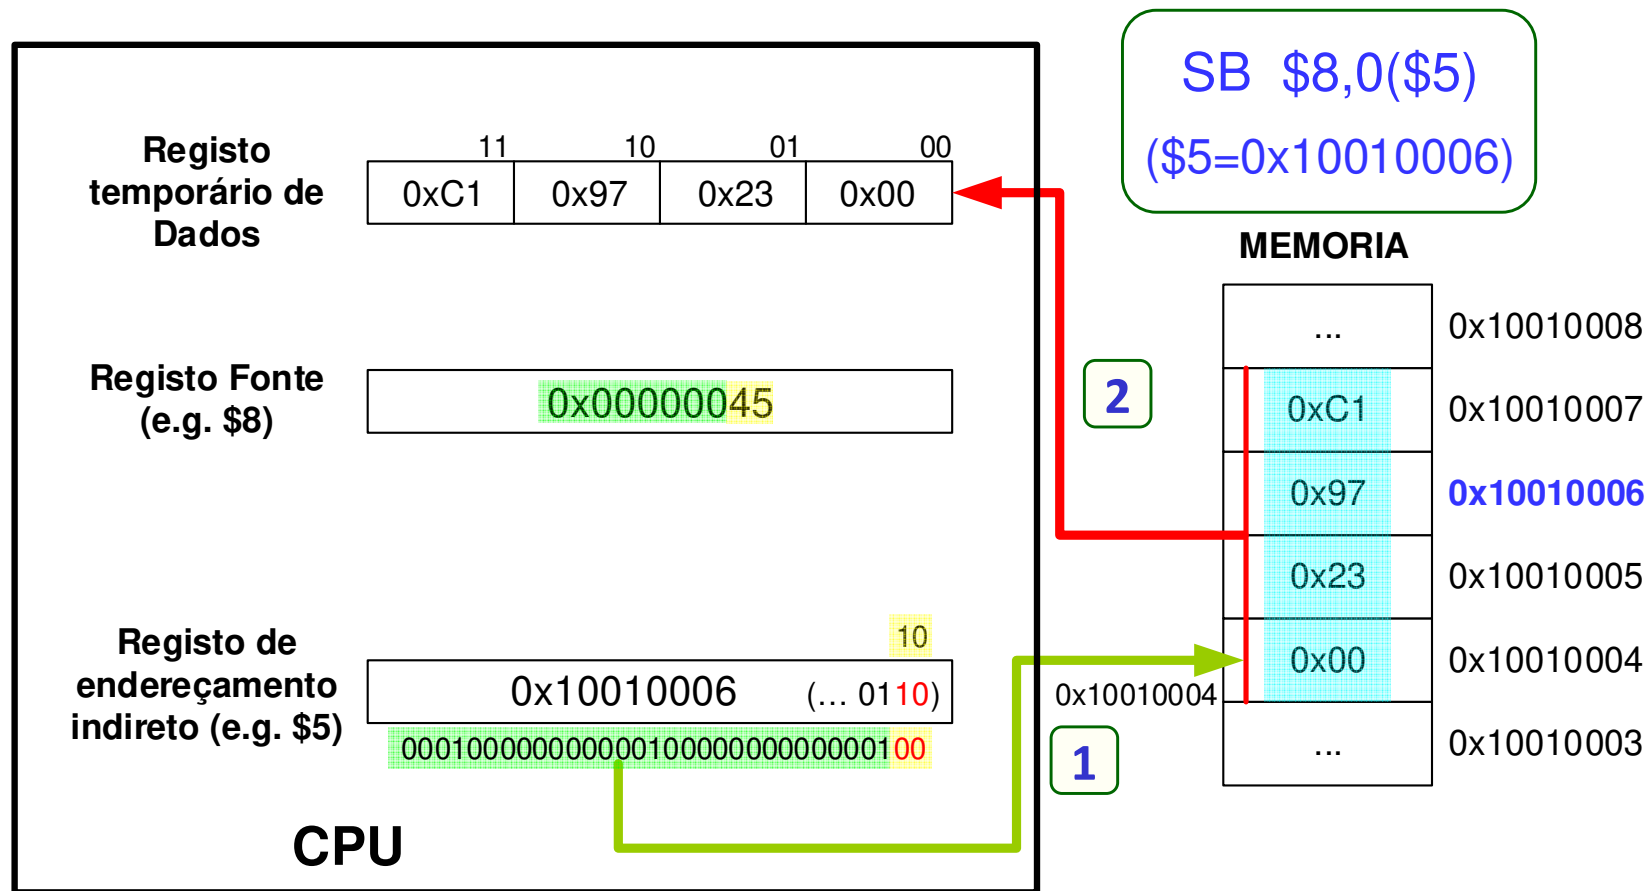 SB $8,0($5)
($5=0x10010006)
Registo
temporário de
Dados
11 10 01 00
0xC1 0x97 0x23 0x00
MEMORIA
... 0x10010008
0xC1 0x10010007
0x97 0x10010006
0x23 0x10010005
0x00 0x10010004
... 0x10010003
Registo Fonte
(e.g. $8)
0x00000045
2
Registo de
endereçamento
indireto (e.g. $5)
10
0x10010006 (... 0110)
00010000000000010000000000000100
0x10010004
1
CPU